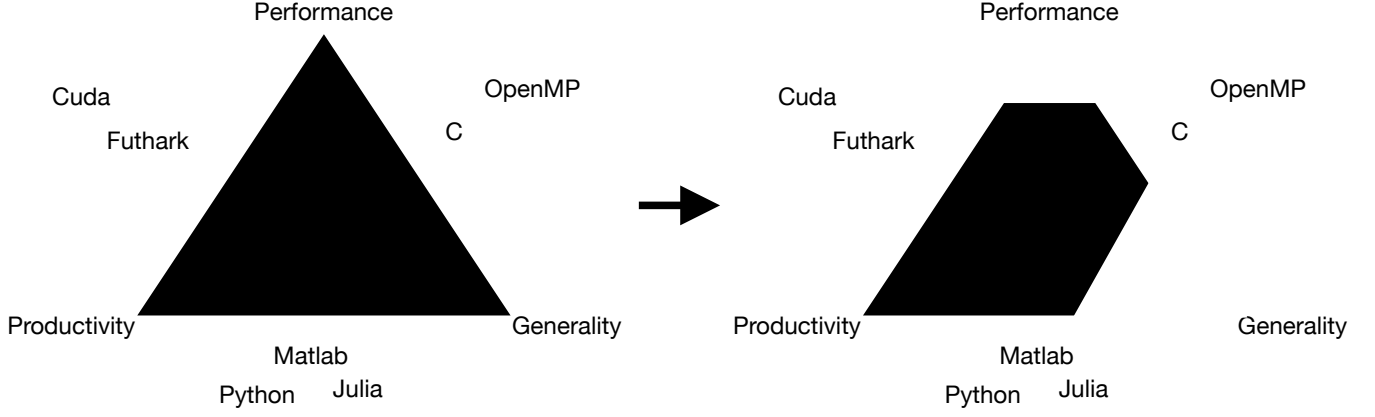 Performance
Cuda
OpenMP
C
Futhark
Productivity
Generality
Matlab
Python
Julia
Performance
Cuda
OpenMP
C
Futhark
Productivity
Generality
Matlab
Python
Julia